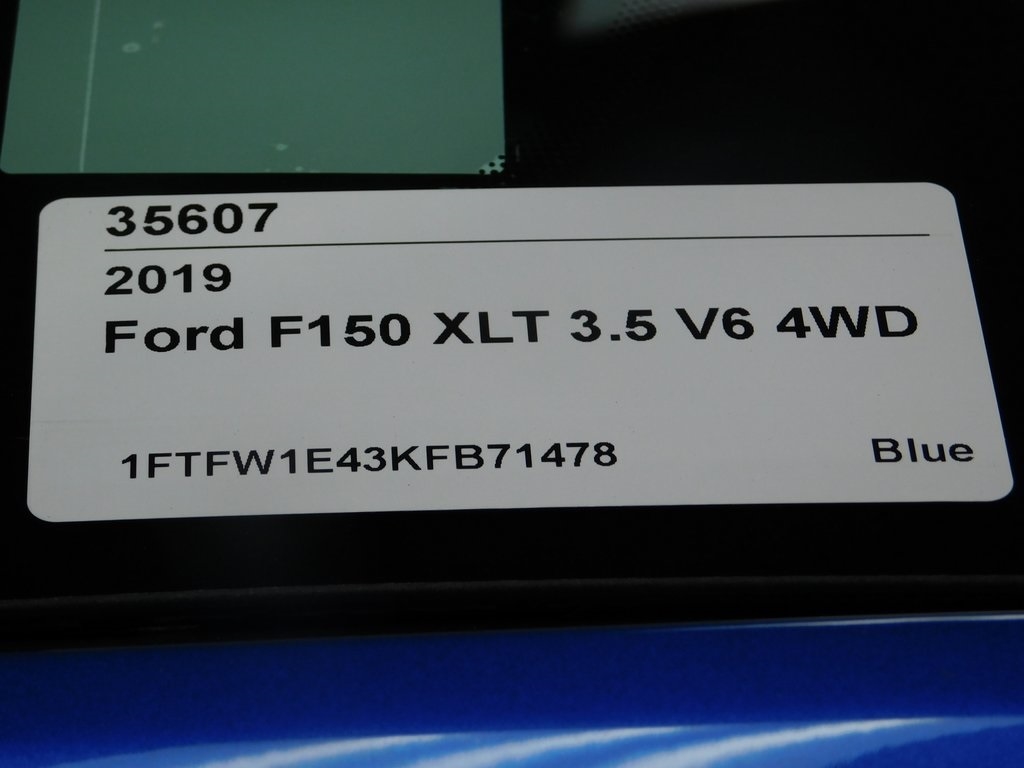 35607
2019
Ford F150 XLT 3.5 V6 4WD
1FTFW1E43KFB71478 Blue